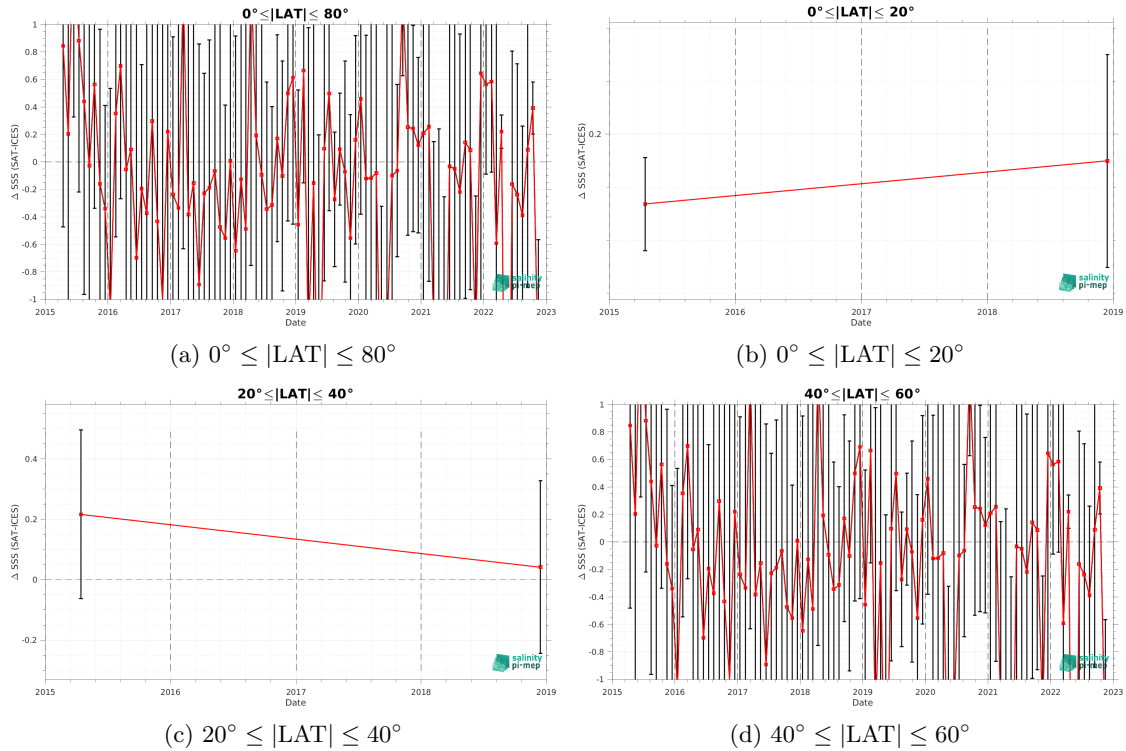 0°≤|LAT|≤ 80°
Δ SSS (SAT-ICES)
1
0.8
0.6
0.4
0.2
0
-0.2
-0.4
-0.6
-0.8
-1
2015 2016 2017 2018 2019 2020 2021 2022 2023
Date
salinity
pi-mep
(a) 0° ≤ |LAT| ≤ 80°
0°≤|LAT|≤ 20°
Δ SSS (SAT-ICES)
0.2
2015 2016 2017 2018 2019
Date
salinity
pi-mep
(b) 0° ≤ |LAT| ≤ 20°
20°≤|LAT|≤ 40°
Δ SSS (SAT-ICES)
0.4
0.2
0
-0.2
2015 2016 2017 2018 2019
Date
salinity
pi-mep
(c) 20° ≤ |LAT| ≤ 40°
40°≤|LAT|≤ 60°
Δ SSS (SAT-ICES)
1
0.8
0.6
0.4
0.2
0
-0.2
-0.4
-0.6
-0.8
-1
2015 2016 2017 2018 2019 2020 2021 2022 2023
Date
salinity
pi-mep
(d) 40° ≤ |LAT| ≤ 60°